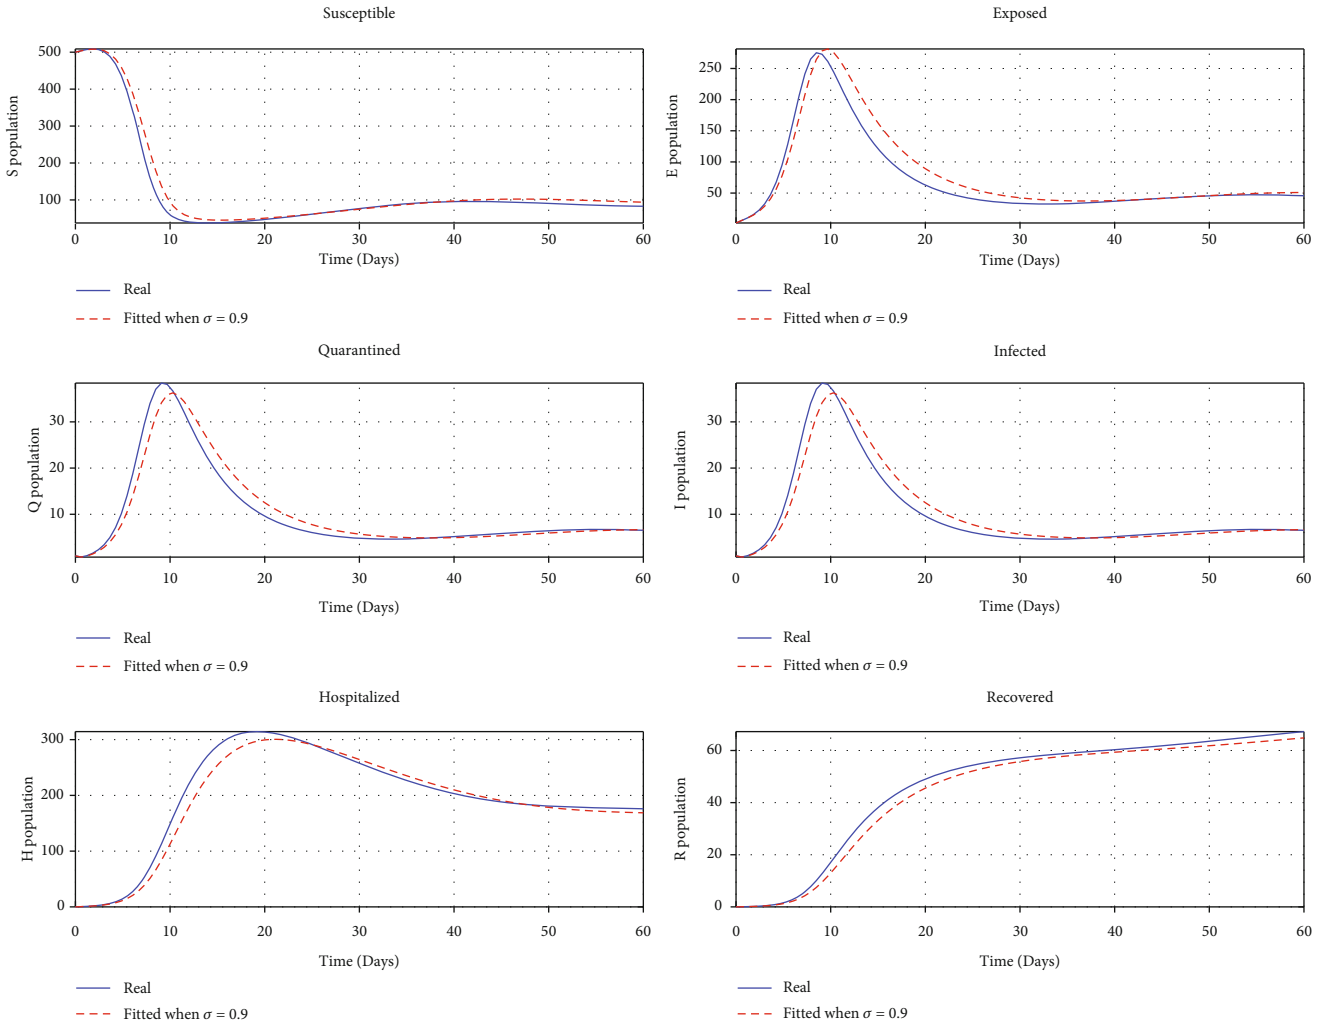 Susceptible
S population
500
400
300
200
100
0 10 20 30 40 50 60
Time (Days)
Real
Fitted when σ = 0.9
Exposed
E population
250
200
150
100
50
0 10 20 30 40 50 60
Time (Days)
Real
Fitted when σ = 0.9
Quarantined
Q population
30
20
10
0 10 20 30 40 50 60
Time (Days)
Real
Fitted when σ = 0.9
Infected
I population
30
20
10
0 10 20 30 40 50 60
Time (Days)
Real
Fitted when σ = 0.9
Hospitalized
H population
300
200
100
0
0 10 20 30 40 50 60
Time (Days)
Real
Fitted when σ = 0.9
Recovered
R population
60
40
20
0
0 10 20 30 40 50 60
Time (Days)
Real
Fitted when σ = 0.9